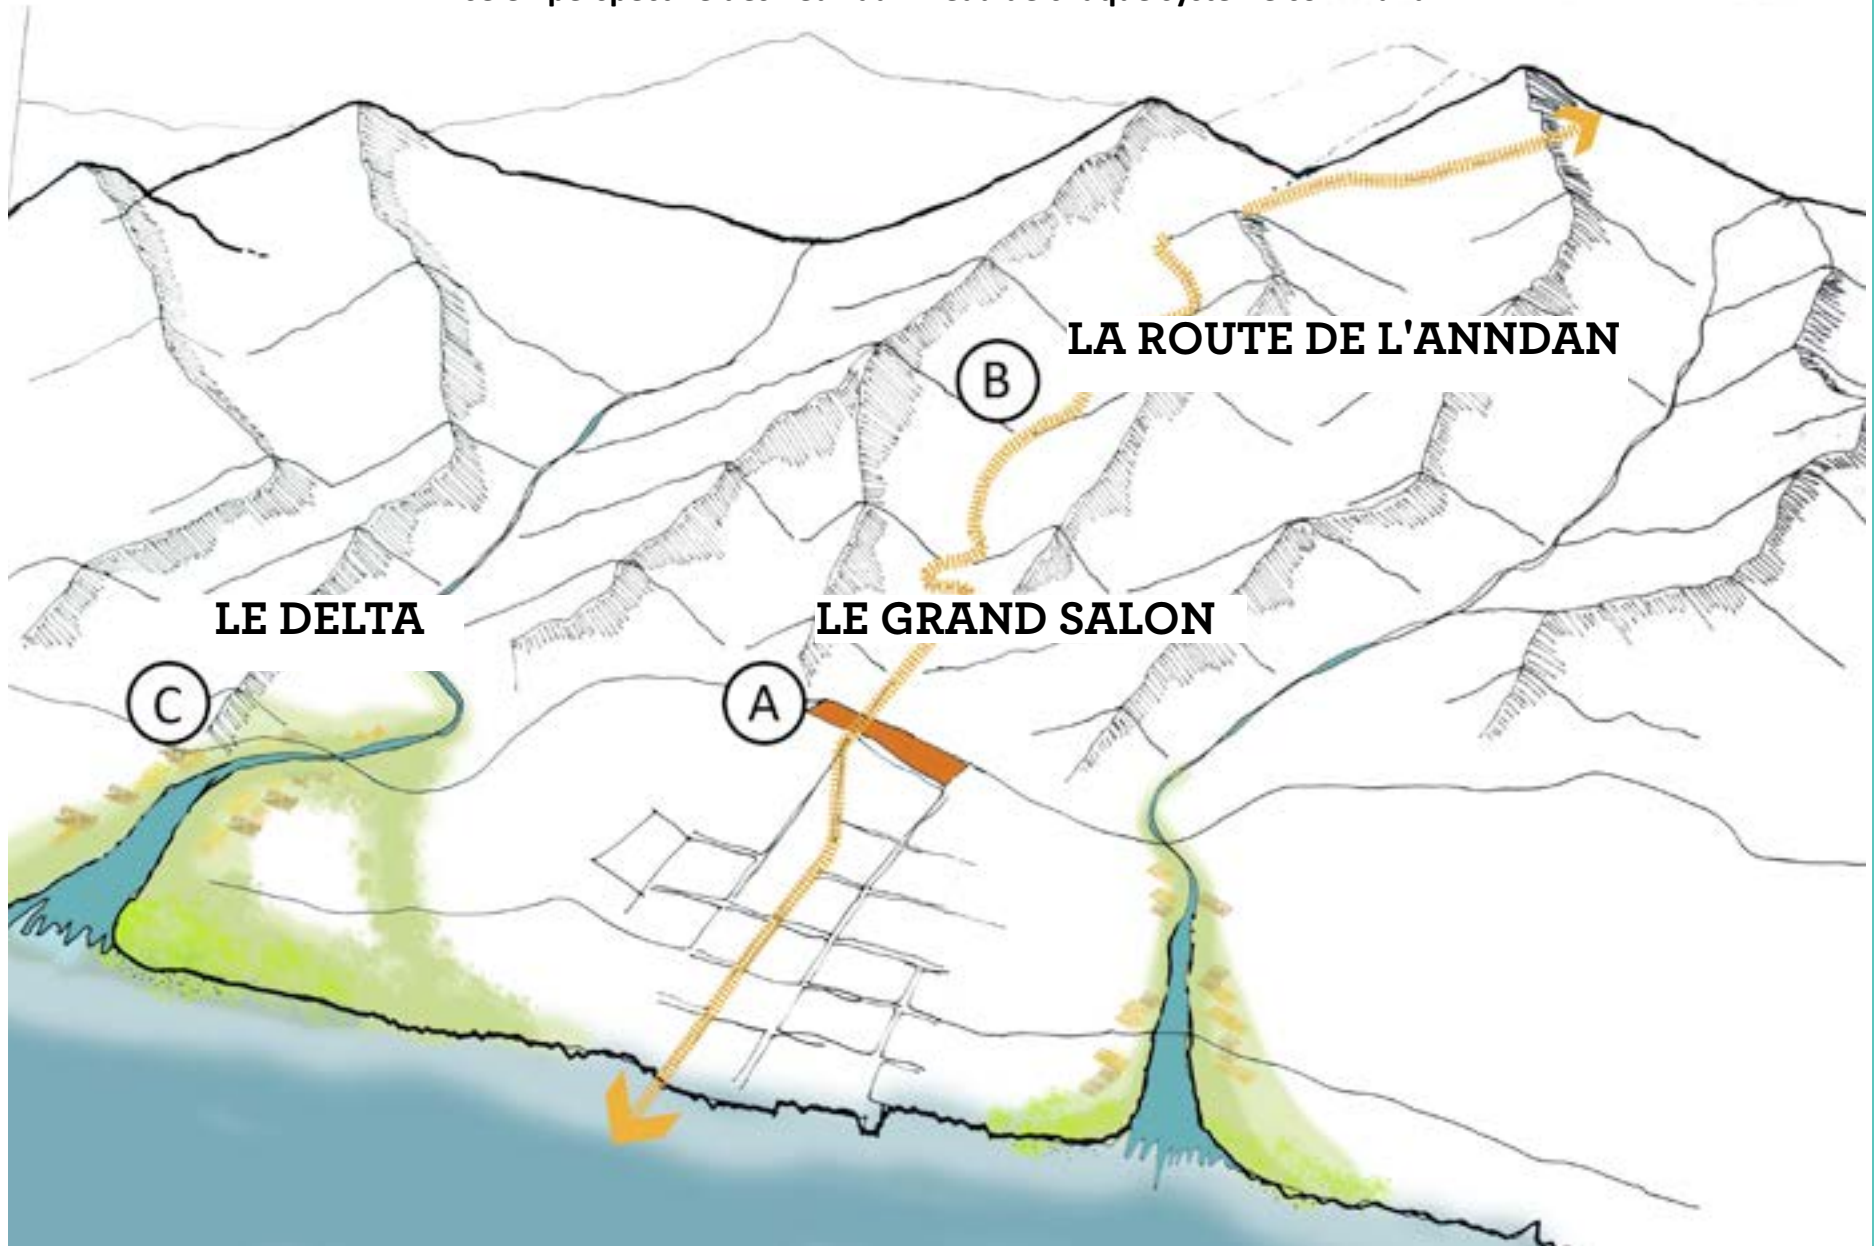 LA ROUTE DE L'ANNDAN
B
LE DELTA
LE GRAND SALON
C
A